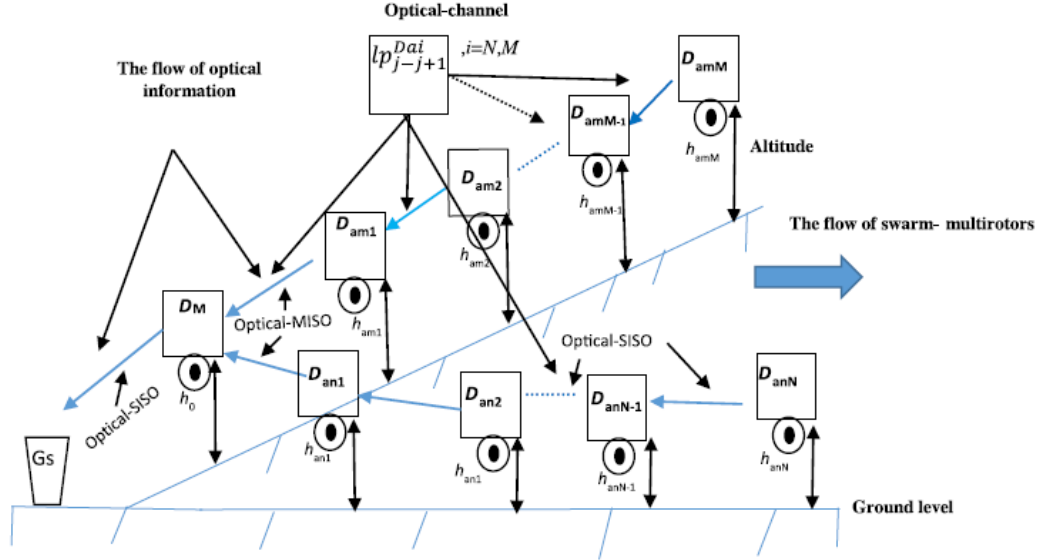 Optical-channel
lp_{j-j+1}^{Dai} ,i=N,M
The flow of optical
information
D_amM
h_amM
Altitude
D_amM-1
h_amM-1
D_am2
h_am2
D_am1
h_am1
The flow of swarm- multirotors
D_M
h_0
Optical-MISO
Optical-SISO
Optical-SISO
D_an1
h_an1
D_an2
h_an1
D_anN-1
h_anN-1
D_anN
h_anN
Gs
Ground level